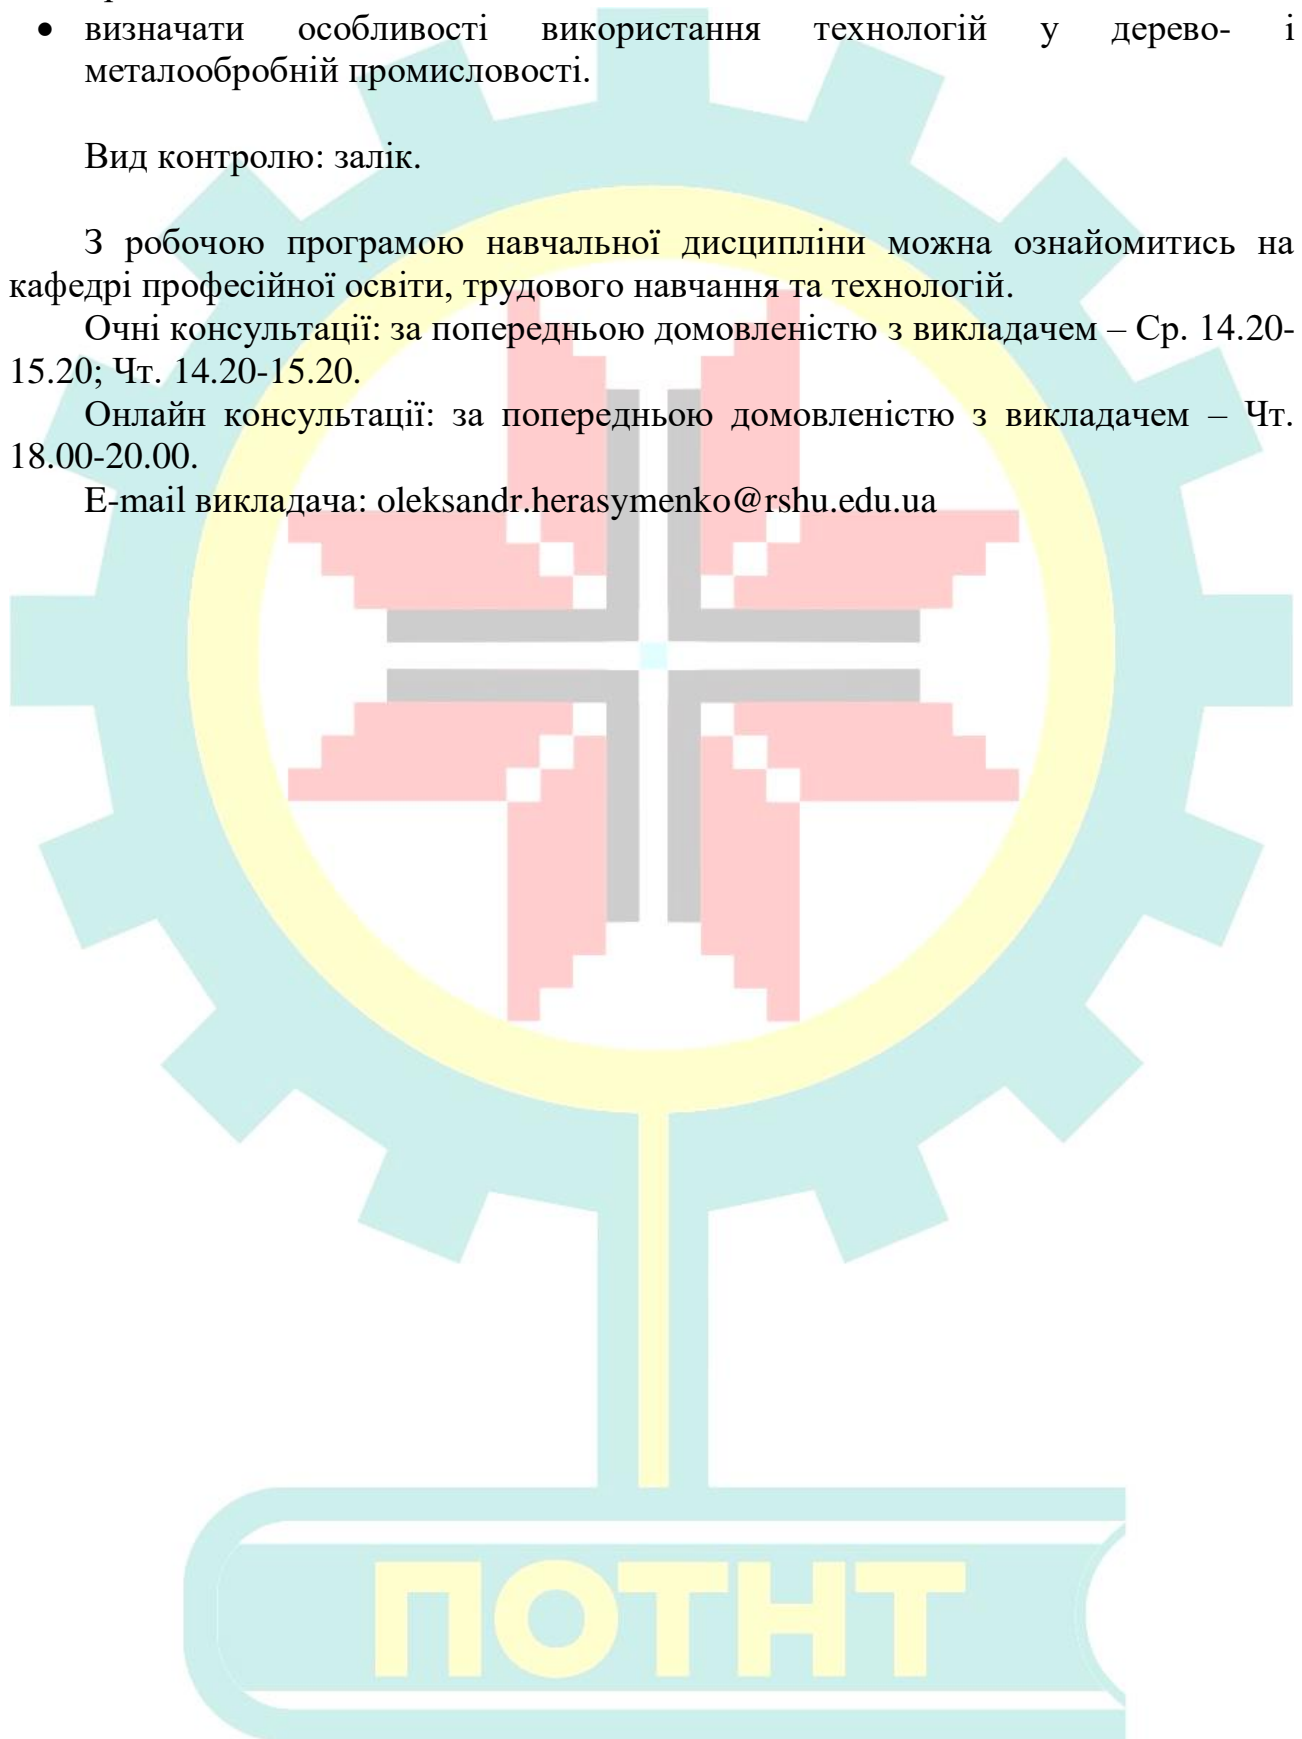 • визначати особливості використання технологій у дерево- і
металообробній промисловості.
Вид контролю: залік.
З робочою програмою навчальної дисципліни можна ознайомитись на
кафедрі професійної освіти, трудового навчання та технологій.
Очні консультації: за попередньою домовленістю з викладачем – Ср. 14.20-
15.20; Чт. 14.20-15.20.
Онлайн консультації: за попередньою домовленістю з викладачем – Чт.
18.00-20.00.
E-mail викладача: oleksandr.herasymenko@rshu.edu.ua
ПОТНТ